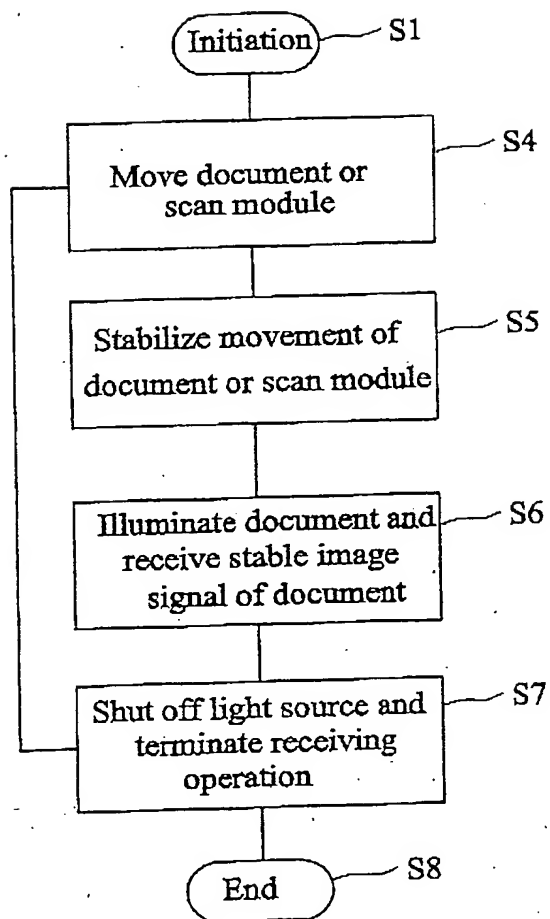 Initiation
S1
Move document or
scan module
S4
Stabilize movement of
document or scan module
S5
Illuminate document and
receive stable image
signal of document
S6
Shut off light source and
terminate receiving
operation
S7
End
S8